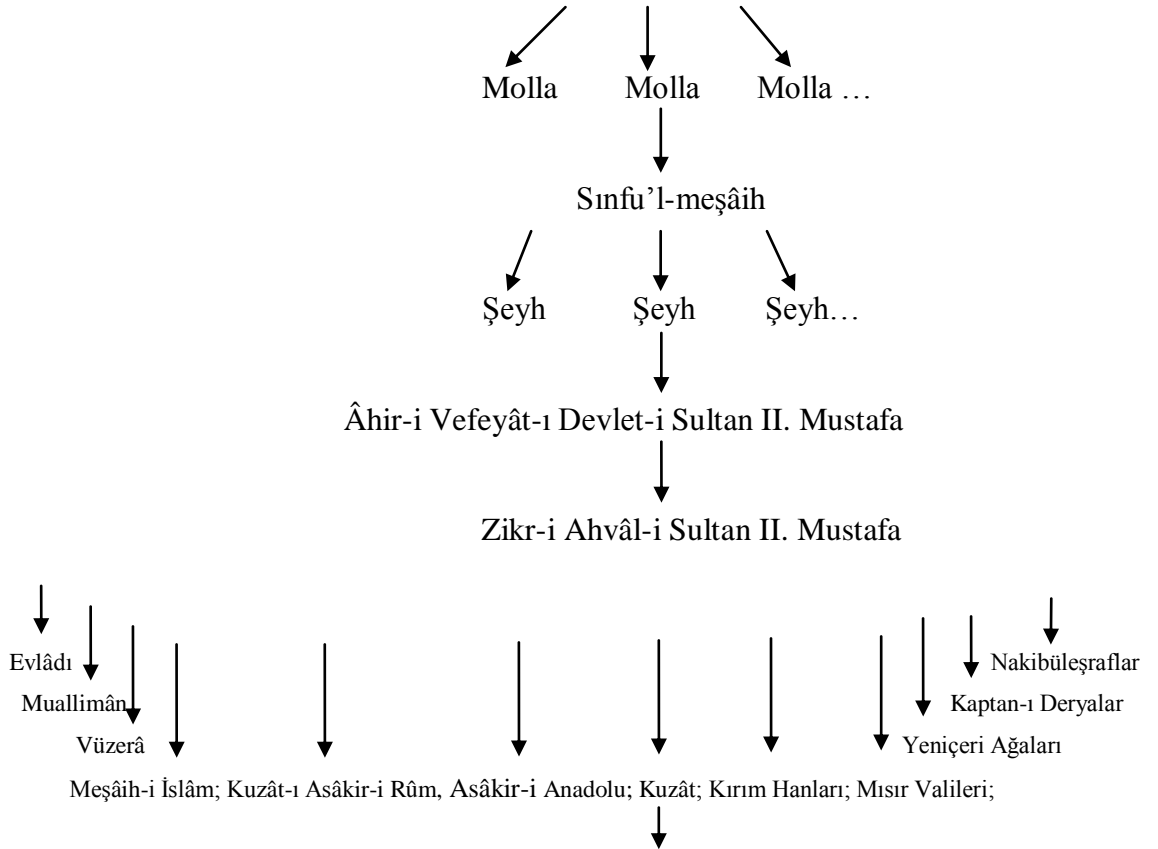 Molla Molla Molla …
Sınfu’l-meşâih
Şeyh Şeyh Şeyh…
Âhir-i Vefeyât-ı Devlet-i Sultan II. Mustafa
Zikr-i Ahvâl-i Sultan II. Mustafa
Evlâdı Nakibüleşraflar
Muallimân Kaptan-ı Deryalar
Vüzerâ Yeniçeri Ağaları
Meşâih-i İslâm; Kuzât-ı Asâkir-i Rûm, Asâkir-i Anadolu; Kuzât; Kırım Hanları; Mısır Valileri;